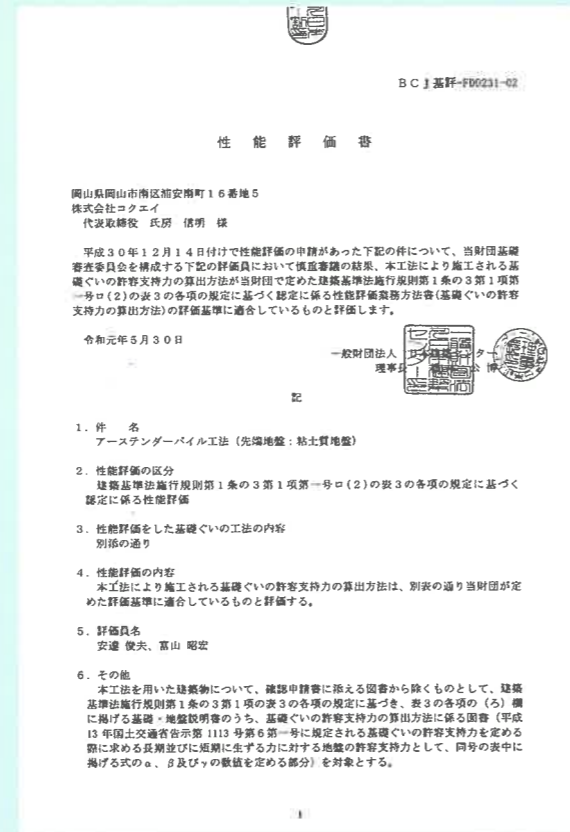 BCJ基評-FD0231-02
性能評価書
岡山県岡山市南区浦安南町16番地5
株式会社コクエイ
代表取締役 氏房 信明 様
平成30年12月14日付けで性能評価の申請があった下記の件について、当財団基礎
審査委員会を構成する下記の評価員において慎重審議の結果、本工法により施工される基
礎ぐいの許容支持力の算出方法が当財団で定めた建築基準法施行規則第1条の3第1項第
一号ロ(2)の表3の各項の規定に基づく認定に係る性能評価業務方法書(基礎ぐいの許容
支持力の算出方法)の評価基準に適合しているものと評価します。
令和元年5月30日
一般財団法人 日本建築センター
理事長
記
1.件 名
アーステンダーパイル工法(先端地盤:粘土質地盤)
2.性能評価の区分
建築基準法施行規則第1条の3第1項第一号ロ(2)の表3の各項の規定に基づく
認定に係る性能評価
3.性能評価をした基礎ぐいの工法の内容
別添の通り
4.性能評価の内容
本工法により施工される基礎ぐいの許容支持力の算出方法は、別表の通り当財団が定
めた評価基準に適合しているものと評価する。
5.評価員名
安達 俊夫、富山 昭宏
6.その他
本工法を用いた建築物について、確認申請書に添える図書から除くものとして、建築
基準法施行規則第1条の3第1項の表3の各項の規定に基き、表3の各項の(ろ)欄
に掲げる基礎・地盤説明書のうち、基礎ぐいの許容支持力の算出方法に係る図書(平成
13年国土交通省告示第1113号第6第一号に規定される基礎ぐいの許容支持力を定める
際に求める長期並びに短期に生ずる力に対する地盤の許容支持力として、同号の表中に
掲げる式のα、β及びγの数値を定める部分)を対象とする。
1